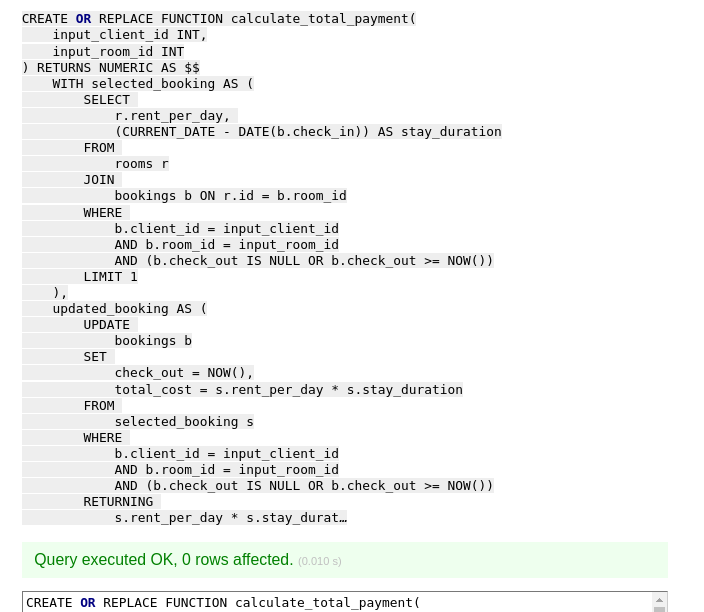 CREATE OR REPLACE FUNCTION calculate_total_payment(
    input_client_id INT,
    input_room_id INT
) RETURNS NUMERIC AS $$
    WITH selected_booking AS (
        SELECT
            r.rent_per_day,
            (CURRENT_DATE - DATE(b.check_in)) AS stay_duration
        FROM
            rooms r
        JOIN
            bookings b ON r.id = b.room_id
        WHERE
            b.client_id = input_client_id
            AND b.room_id = input_room_id
            AND (b.check_out IS NULL OR b.check_out >= NOW())
        LIMIT 1
    ),
    updated_booking AS (
        UPDATE
            bookings b
        SET
            check_out = NOW(),
            total_cost = s.rent_per_day * s.stay_duration
        FROM
            selected_booking s
        WHERE
            b.client_id = input_client_id
            AND b.room_id = input_room_id
            AND (b.check_out IS NULL OR b.check_out >= NOW())
        RETURNING
            s.rent_per_day * s.stay_durat…
Query executed OK, 0 rows affected. (0.010 s)
CREATE OR REPLACE FUNCTION calculate_total_payment(